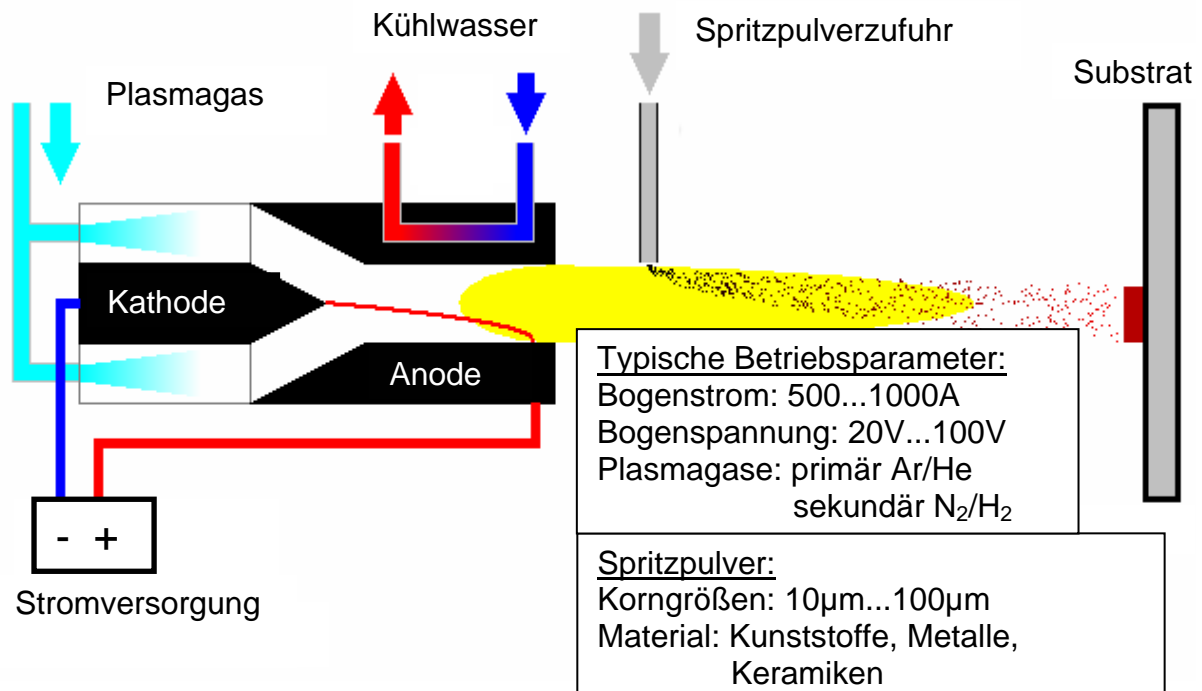 Kühlwasser
Spritzpulverzufuhr
Substrat
Plasmagas
Kathode
Anode
Typische Betriebsparameter:
Bogenstrom: 500...1000A
Bogenspannung: 20V...100V
Plasmagase: primär Ar/He
sekundär N₂/H₂
- +
Stromversorgung
Spritzpulver:
Korngrößen: 10µm...100µm
Material: Kunststoffe, Metalle,
Keramiken